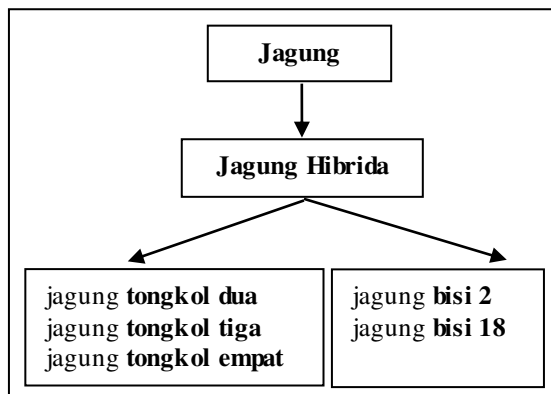 Jagung
Jagung Hibrida
jagung tongkol dua
jagung tongkol tiga
jagung tongkol empat
jagung bisi 2
jagung bisi 18